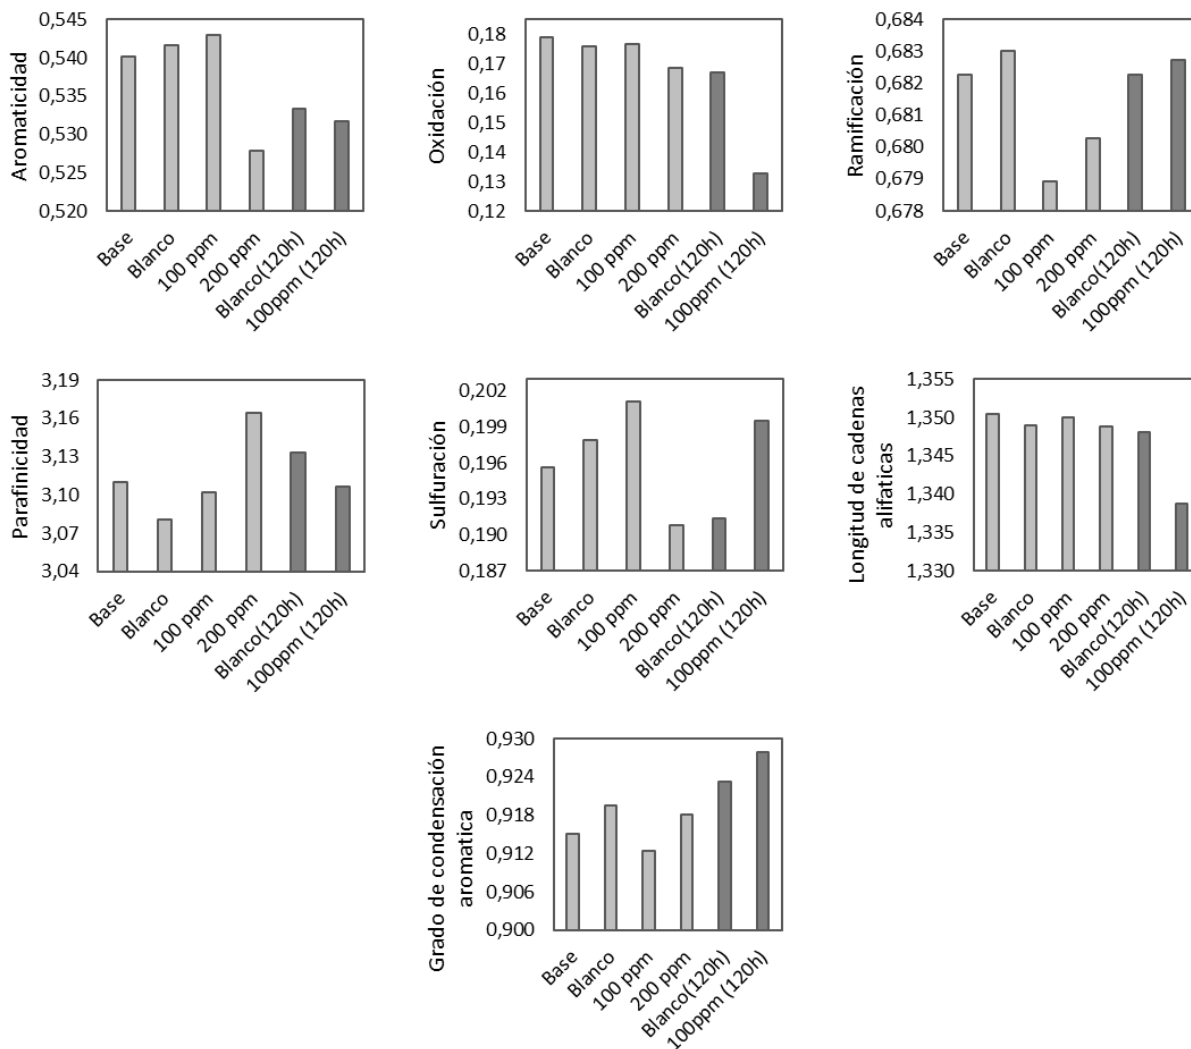 Aromaticidad
0,545
0,540
0,535
0,530
0,525
0,520
Base
Blanco
100 ppm
200 ppm
Blanco(120h)
100ppm (120h)
Oxidación
0,18
0,17
0,16
0,15
0,14
0,13
0,12
Base
Blanco
100 ppm
200 ppm
Blanco(120h)
100ppm (120h)
Ramificación
0,684
0,683
0,682
0,681
0,680
0,679
0,678
Base
Blanco
100 ppm
200 ppm
Blanco(120h)
100ppm (120h)
Parafinicidad
3,19
3,16
3,13
3,10
3,07
3,04
Base
Blanco
100 ppm
200 ppm
Blanco(120h)
100ppm (120h)
Sulfuración
0,202
0,199
0,196
0,193
0,190
0,187
Base
Blanco
100 ppm
200 ppm
Blanco(120h)
100ppm (120h)
Longitud de cadenas
alifaticas
1,355
1,350
1,345
1,340
1,335
1,330
Base
Blanco
100 ppm
200 ppm
Blanco(120h)
100ppm (120h)
Grado de condensación
aromatica
0,930
0,924
0,918
0,912
0,906
0,900
Base
Blanco
100 ppm
200 ppm
Blanco(120h)
100ppm (120h)